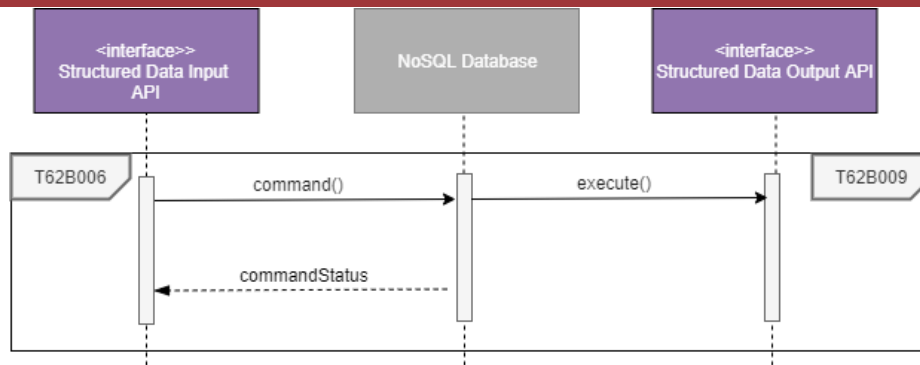 <interface>>
Structured Data Input
API
NoSQL Database
<interface>>
Structured Data Output API
T62B006
T62B009
command()
execute()
commandStatus